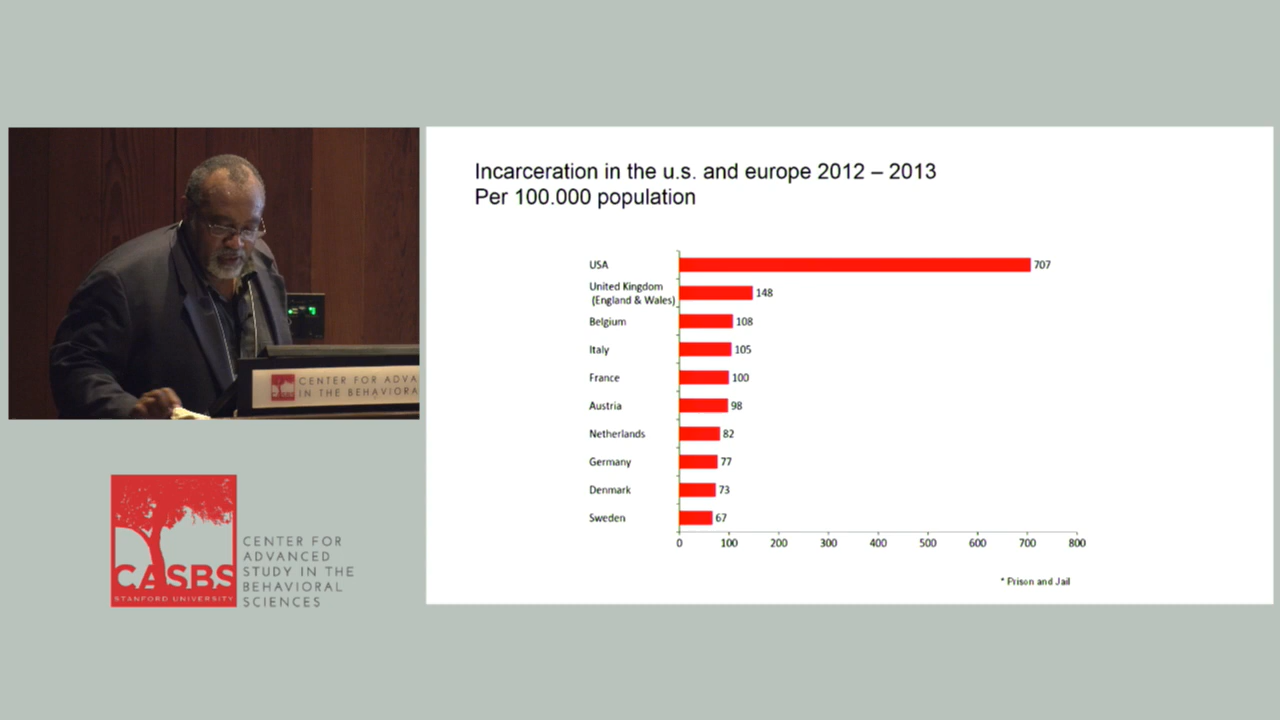 Incarceration in the u.s. and europe 2012 – 2013
Per 100.000 population
USA 707
United Kingdom
(England & Wales) 148
Belgium 108
Italy 105
France 100
Austria 98
Netherlands 82
Germany 77
Denmark 73
Sweden 67
0 100 200 300 400 500 600 700 800
* Prison and Jail
CENTER FOR ADVA
IN THE BEHAVIORA
CASBS
STANFORD UNIVERSITY
CENTER FOR
ADVANCED
STUDY IN THE
BEHAVIORAL
SCIENCES